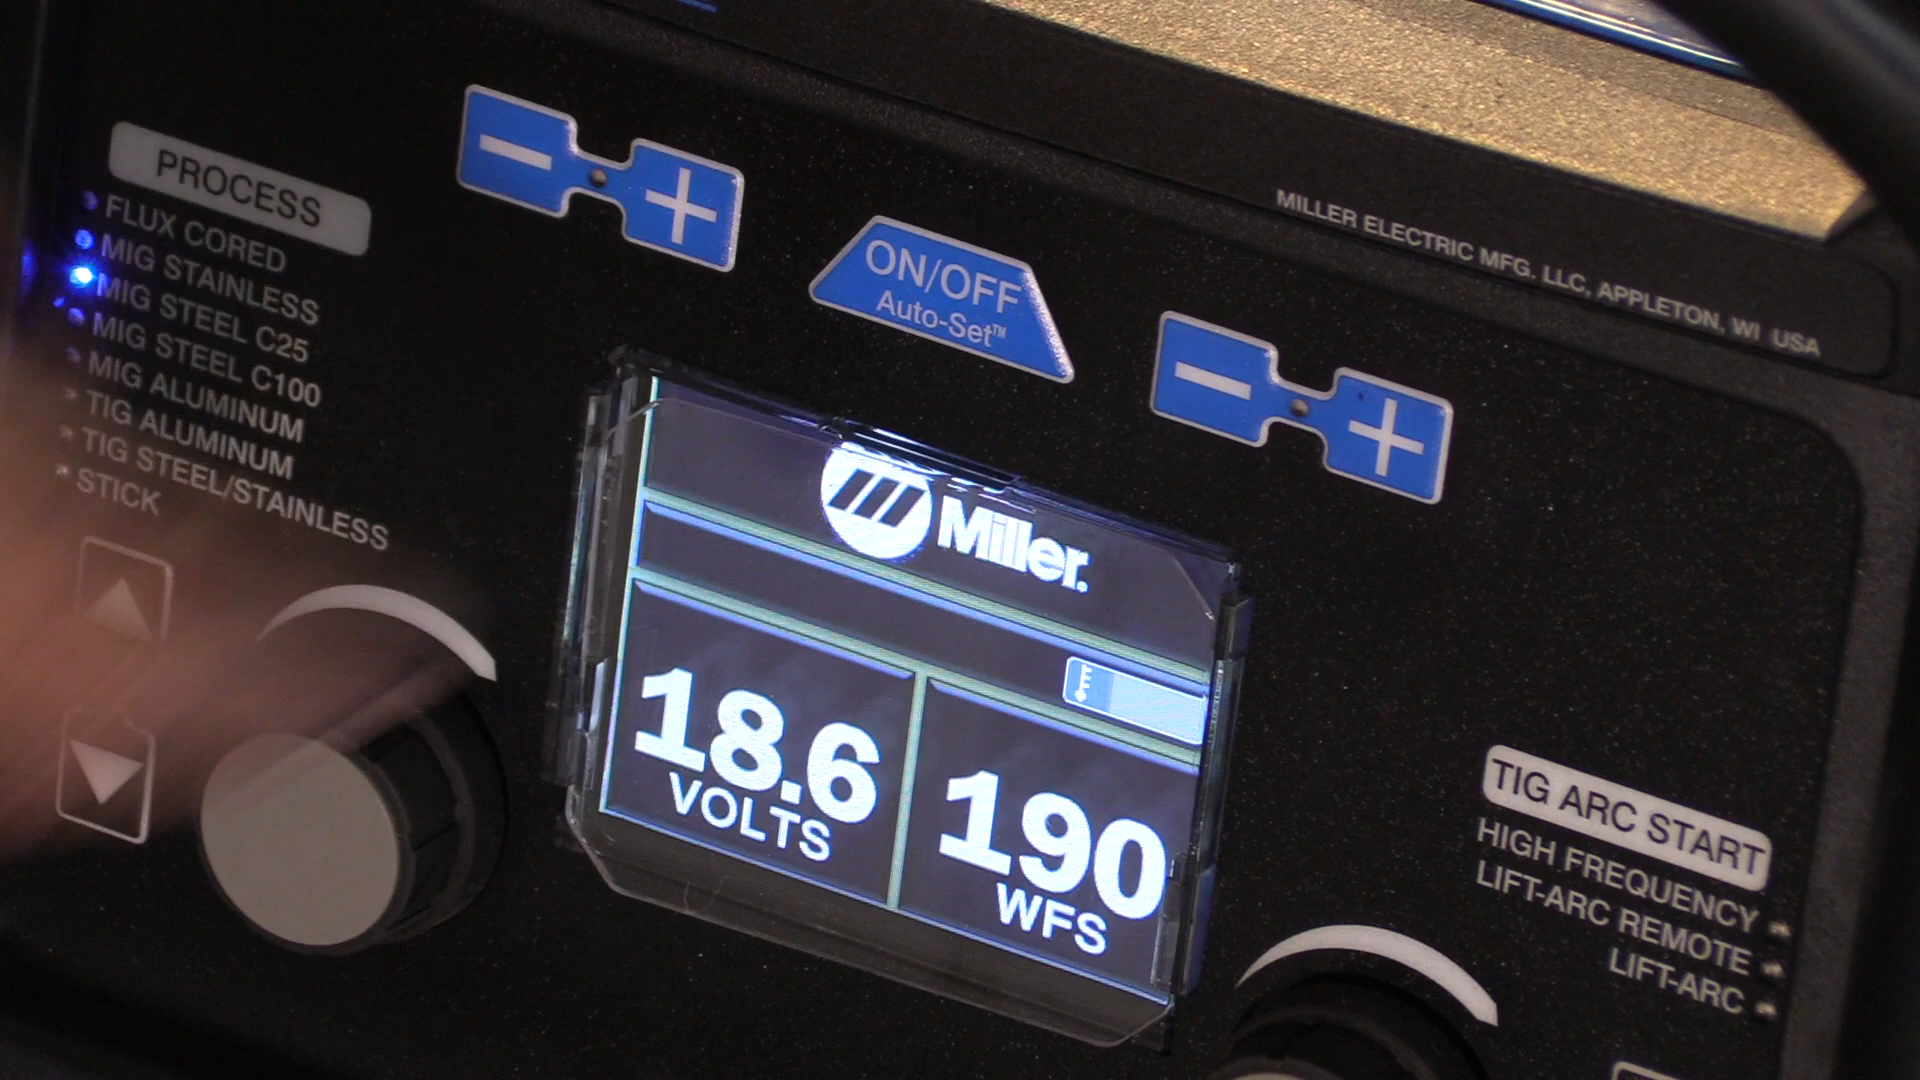 MILLER ELECTRIC MFG. LLC, APPLETON, WI USA
PROCESS
FLUX CORED
MIG STAINLESS
MIG STEEL C25
MIG STEEL C100
MIG ALUMINUM
TIG ALUMINUM
TIG STEEL/STAINLESS
STICK
ON/OFF
Auto-Set™
Miller.
18.6
VOLTS
190
WFS
TIG ARC START
HIGH FREQUENCY
LIFT-ARC REMOTE
LIFT-ARC